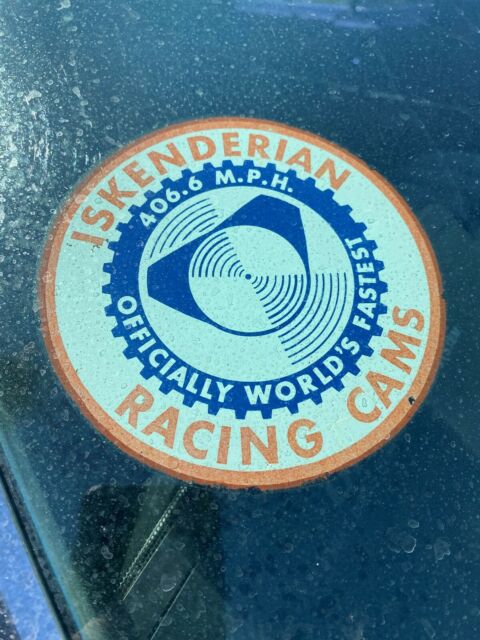 ISKENDERIAN
406.6 M.P.H.
OFFICIALLY WORLD'S FASTEST
RACING CAMS